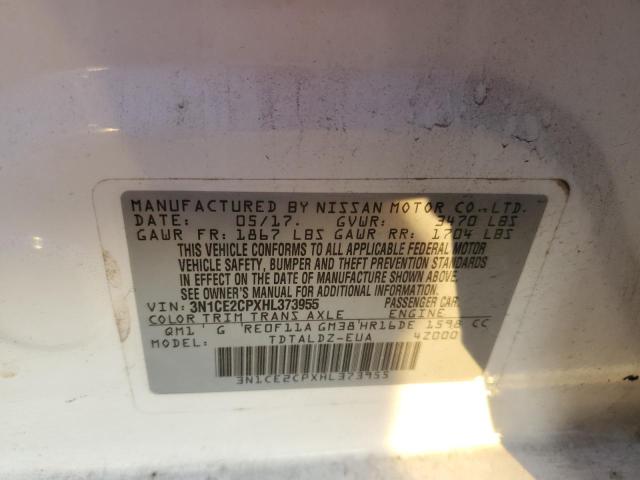 MANUFACTURED BY NISSAN MOTOR CO.,LTD.
DATE: 05/17. GVWR: 3470 LBS
GAWR FR: 1867 LBS GAWR RR: 1704 LBS
THIS VEHICLE CONFORMS TO ALL APPLICABLE FEDERAL MOTOR
VEHICLE SAFETY, BUMPER AND THEFT PREVENTION STANDARDS
IN EFFECT ON THE DATE OF MANUFACTURE SHOWN ABOVE.
SEE OWNER'S MANUAL FOR ADDITIONAL INFORMATION.
VIN: 3N1CE2CPXHL373955 PASSENGER CAR
COLOR TRIM TRANS AXLE ENGINE
QM1 G RE0F11A GM38 HR16DE 1598 CC
MODEL: TDTALDZ-EUA 4Z000
3N1CE2CPXHL373955